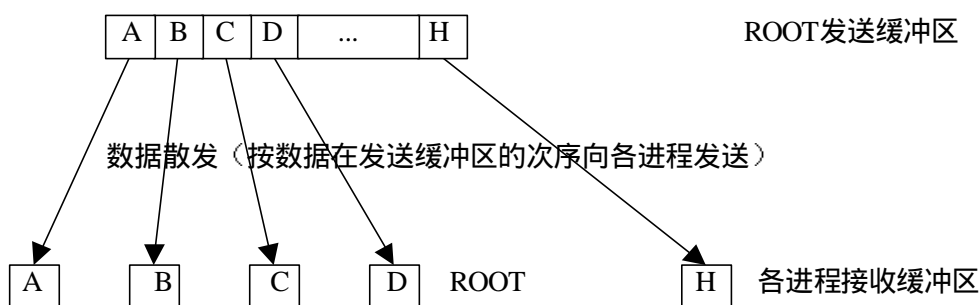 A B C D ... H ROOT发送缓冲区
数据散发（按数据在发送缓冲区的次序向各进程发送）
A B C D ROOT H 各进程接收缓冲区